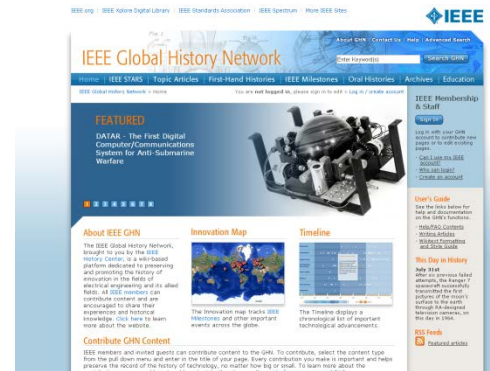 IEEE.org | IEEE Xplore Digital Library | IEEE Standards Association | IEEE Spectrum | More IEEE Sites
IEEE
About GHN | Contact Us | Help | Advanced Search
IEEE Global History Network
Enter Keyword(s)
Search GHN
Home | IEEE STARS | Topic Articles | First-Hand Histories | IEEE Milestones | Oral Histories | Archives | Education
IEEE Global History Network > Home
You are not logged in, please sign in to edit > Log in / create account
FEATURED
DATAR - The First Digital
Computer/Communications
System for Anti-Submarine
Warfare
1 2 3 4 5 6 7 8
IEEE Membership
& Staff
Sign In
Log in with your GHN
account to contribute new
pages or to edit existing
pages.
- Can I use my IEEE
account?
- Who can login?
- Create an account
User's Guide
See the links below for
help and documentation
on the GHN's functions.
- Help/FAQ Contents
- Writing Articles
- Wikitext Formatting
and Style Guide
This Day in History
July 31st
After six previous failed
attempts, the Ranger 7
spacecraft successfully
transmitted the first
pictures of the moon's
surface to the earth
through RA-designed
television cameras, on
this day in 1964.
RSS Feeds
Featured articles
About IEEE GHN
The IEEE Global History Network,
brought to you by the IEEE
History Center, is a wiki-based
platform dedicated to preserving
and promoting the history of
innovation in the fields of
electrical engineering and its allied
fields. All IEEE members can
contribute content and are
encouraged to share their
experiences and historical
knowledge. Click here to learn
more about the website.
Innovation Map
The Innovation map tracks IEEE
Milestones and other important
events across the globe.
Timeline
The Timeline displays a
chronological list of important
technological advancements.
Contribute GHN Content
IEEE members and invited guests can contribute content to the GHN. To contribute, select the content type
from the pull down menu and enter in the title of your page. Every contribution you make is important and helps
preserve the record of the history of technology, no matter how big or small. To learn more about the